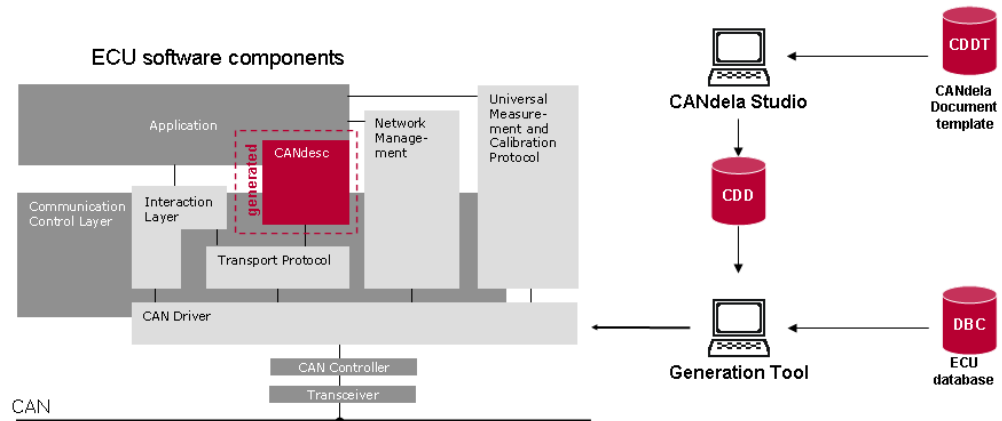 ECU software components
Application
CANdesc
generated
Network
Manage-
ment
Universal
Measure-
ment and
Calibration
Protocol
Communication
Control Layer
Interaction
Layer
Transport Protocol
CAN Driver
CAN Controller
Transceiver
CAN
CANdela Studio
CDDT
CANdela
Document
template
CDD
Generation Tool
DBC
ECU
database